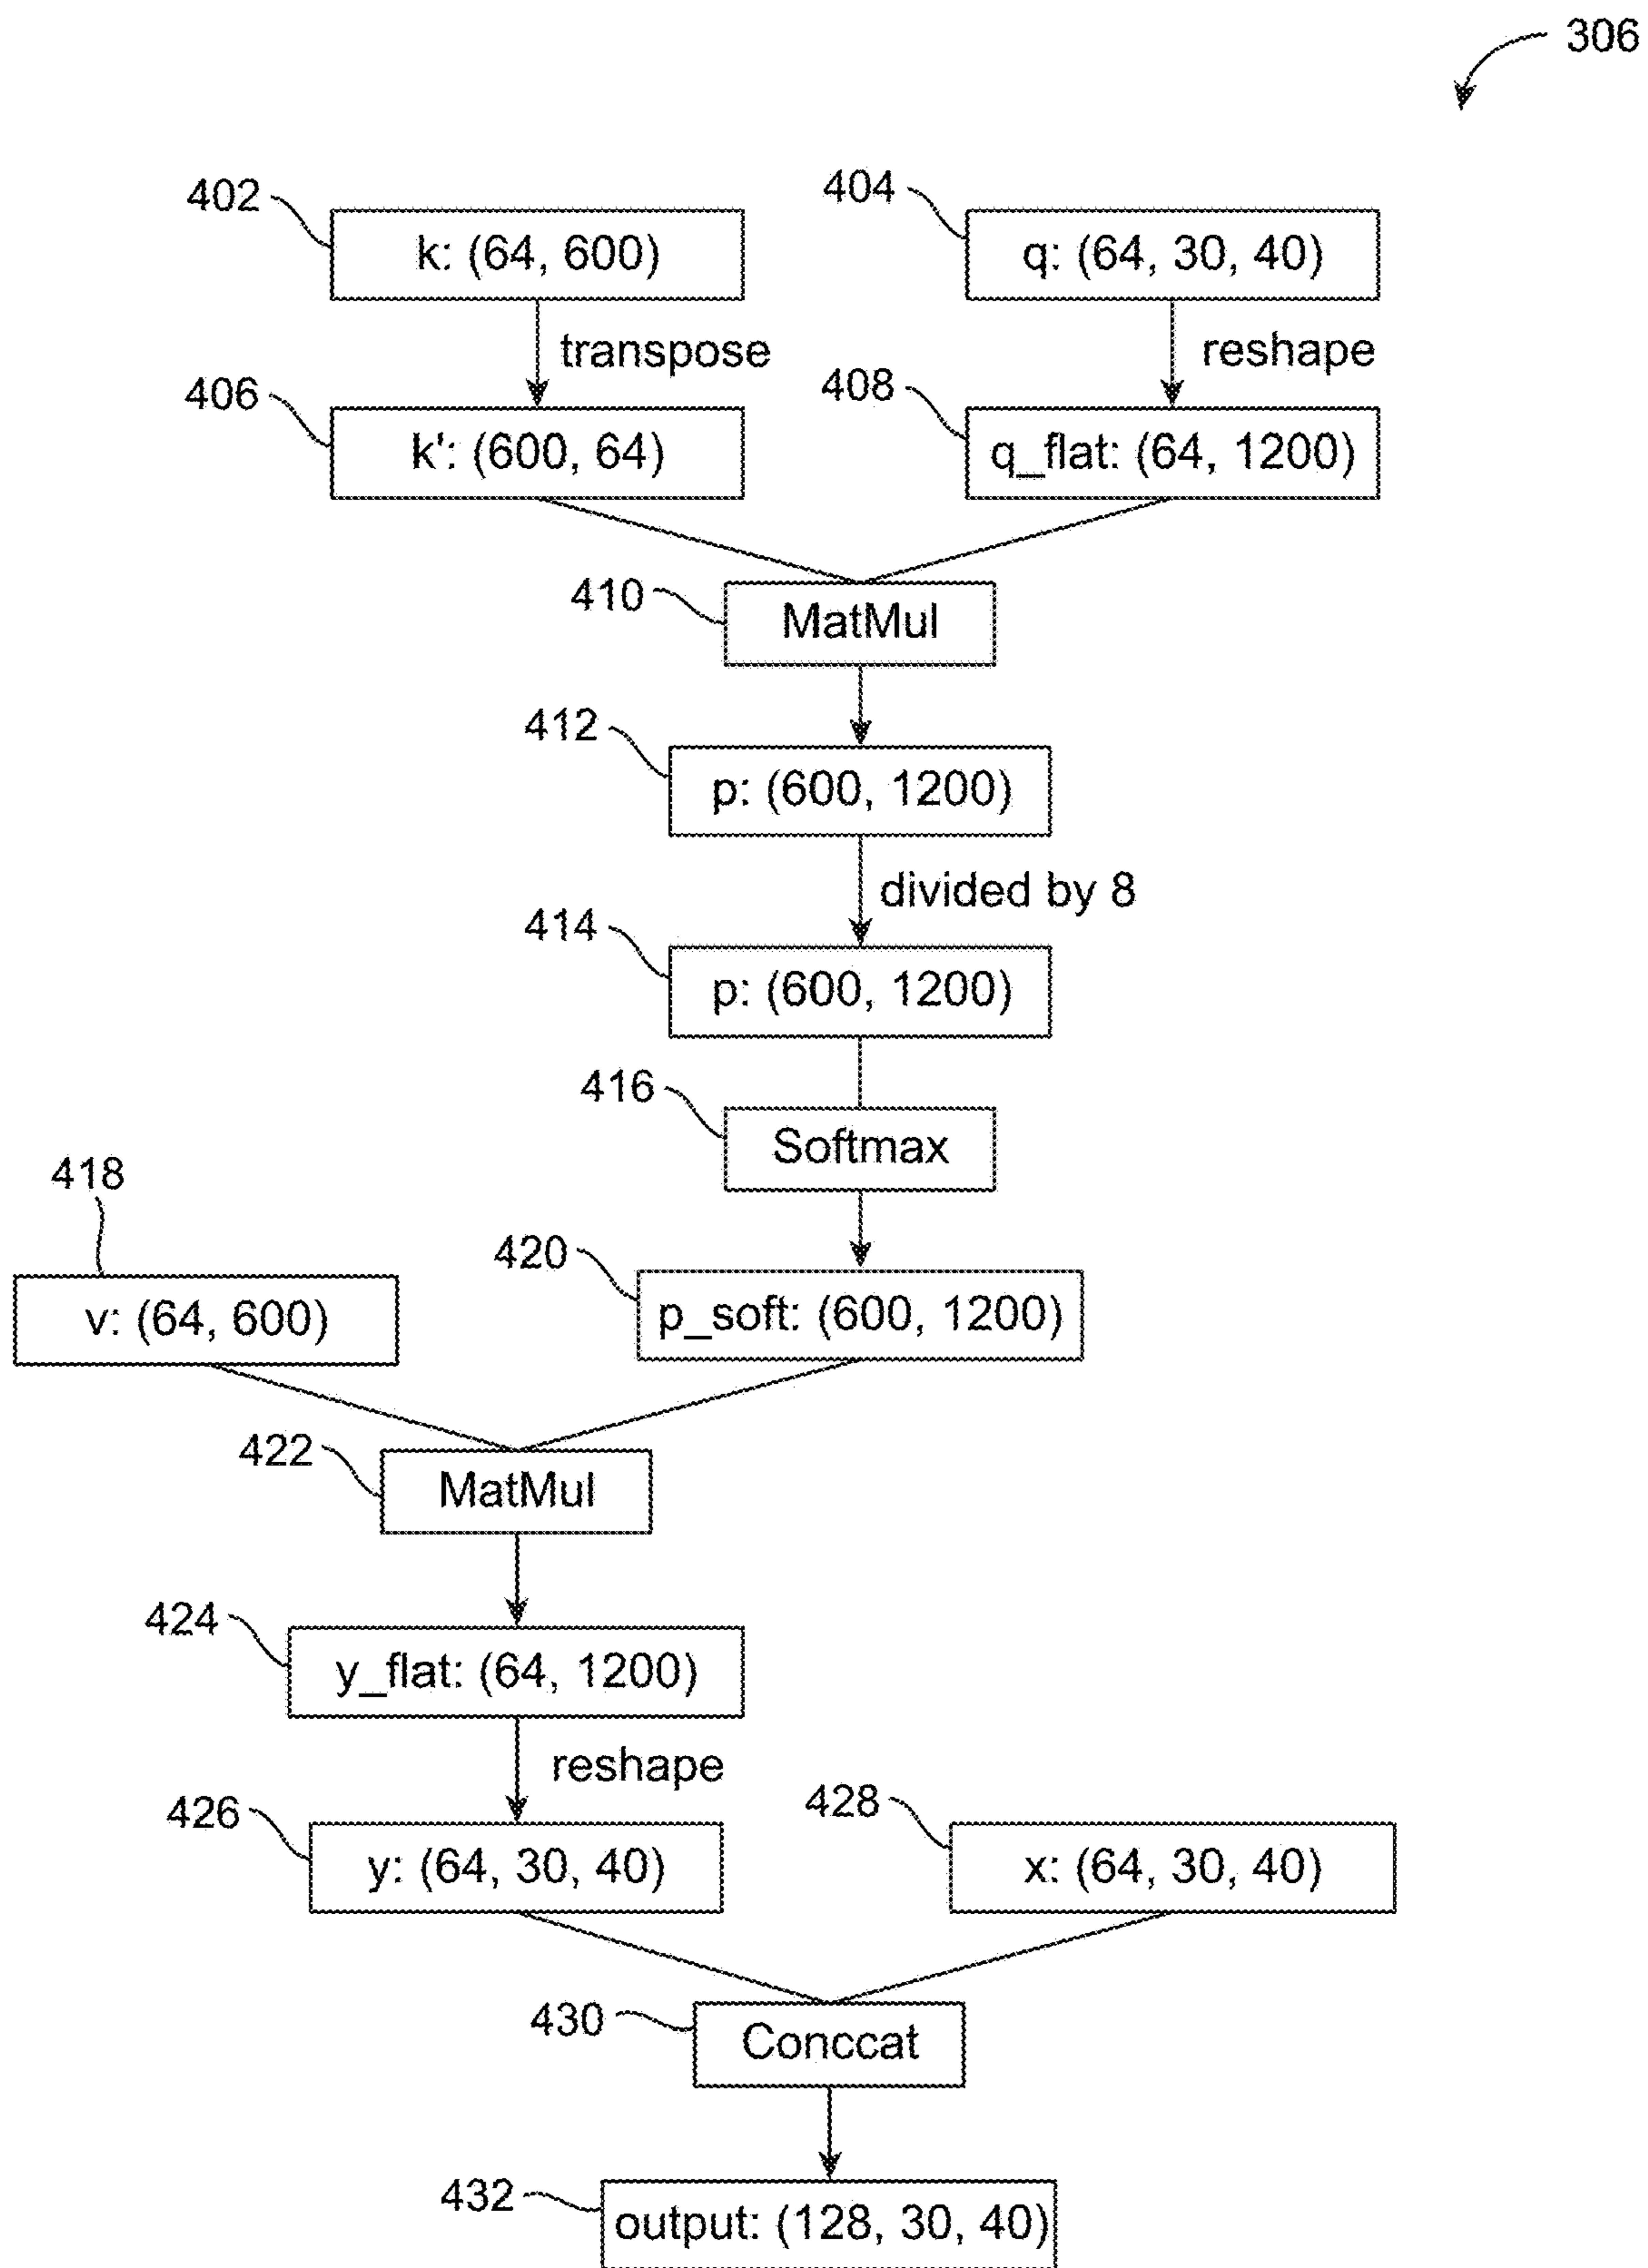 306
402
404
k: (64, 600)
q: (64, 30, 40)
transpose
reshape
406
408
k': (600, 64)
q_flat: (64, 1200)
410
MatMul
412
p: (600, 1200)
divided by 8
414
p: (600, 1200)
416
Softmax
418
420
v: (64, 600)
p_soft: (600, 1200)
422
MatMul
424
y_flat: (64, 1200)
reshape
426
428
y: (64, 30, 40)
x: (64, 30, 40)
430
Conccat
432
output: (128, 30, 40)